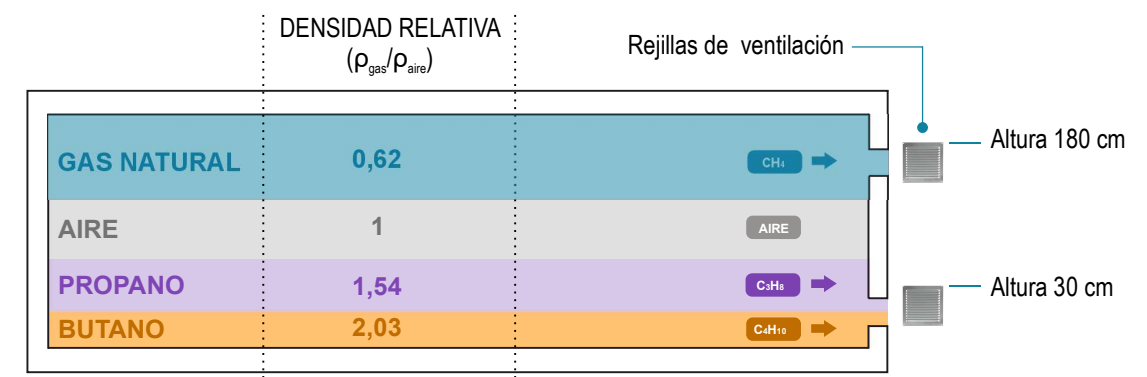 DENSIDAD RELATIVA
(ρgas/ρaire)
Rejillas de ventilación
GAS NATURAL 0,62 CH₄ Altura 180 cm
AIRE 1 AIRE
PROPANO 1,54 C₃H₈ Altura 30 cm
BUTANO 2,03 C₄H₁₀